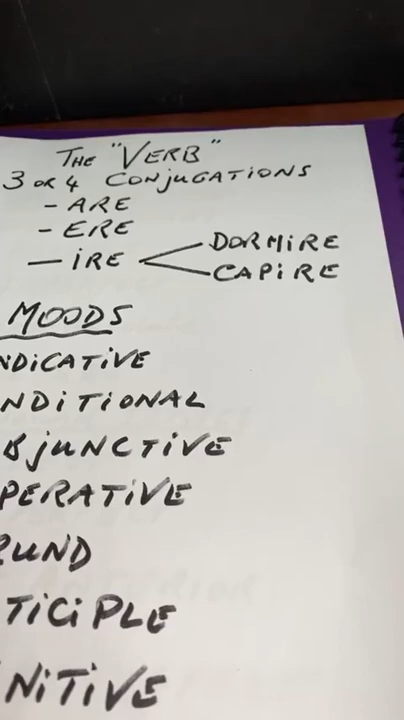 THE "VERB"
3 OR 4 CONJUGATIONS
- ARE
- ERE
- IRE DORMIRE
CAPIRE
MOODS
NDICATIVE
NDITIONAL
BJUNCTIVE
PERATIVE
RUND
TICIPLE
NITIVE